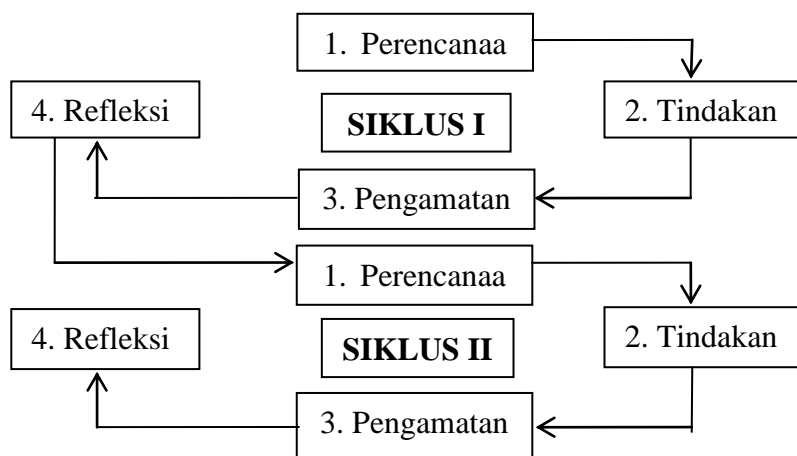 1. Perencanaa
4. Refleksi
SIKLUS I
2. Tindakan
3. Pengamatan
1. Perencanaa
4. Refleksi
SIKLUS II
2. Tindakan
3. Pengamatan